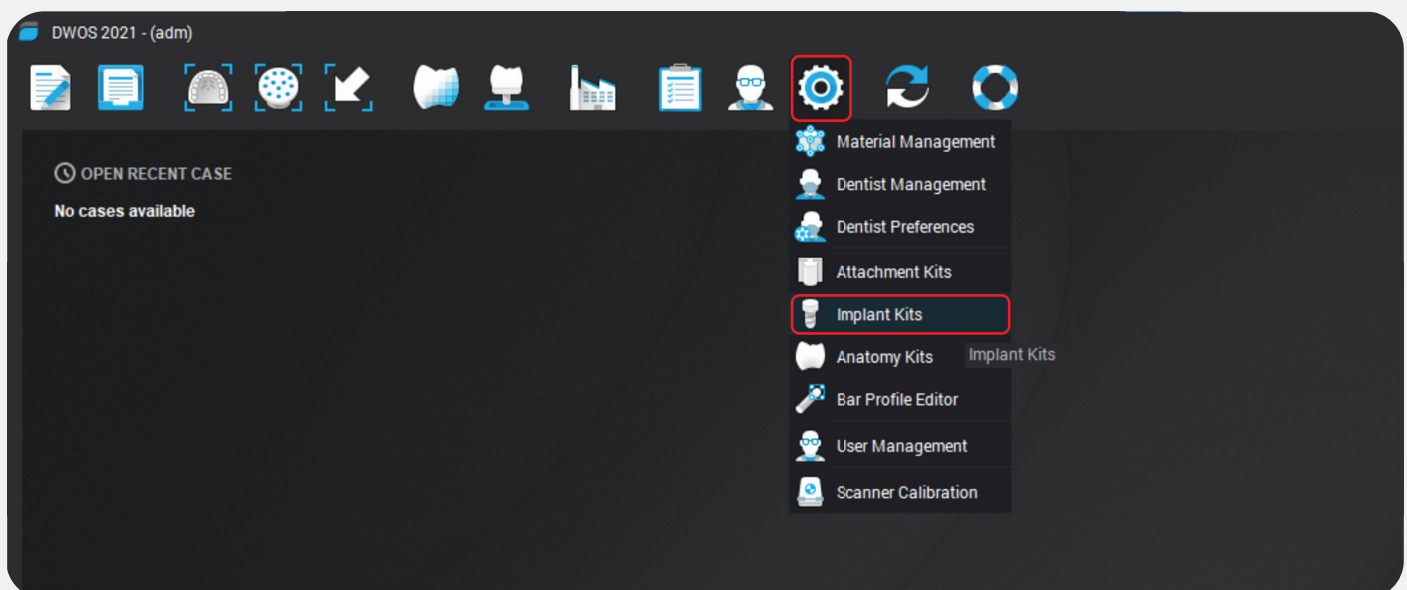 DWOS 2021 - (adm)
OPEN RECENT CASE
No cases available
Material Management
Dentist Management
Dentist Preferences
Attachment Kits
Implant Kits
Anatomy Kits
Implant Kits
Bar Profile Editor
User Management
Scanner Calibration